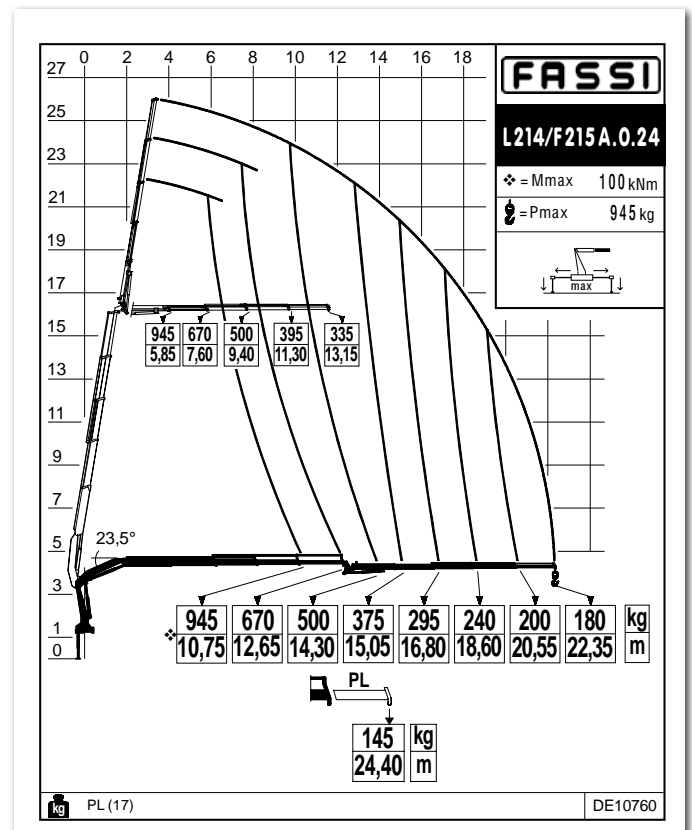 0 2 4 6 8 10 12 14 16 18
27
25
23
21
19
17
15
13
11
9
7
5
3
1
0
FASSI
L214/F215A.0.24
❖ = Mmax 100 kNm
= Pmax 945 kg
max
945 670 500 395 335
5,85 7,60 9,40 11,30 13,15
23,5°
945 670 500 375 295 240 200 180 kg
❖ 10,75 12,65 14,30 15,05 16,80 18,60 20,55 22,35 m
PL
145 kg
24,40 m
kg PL (17) DE10760